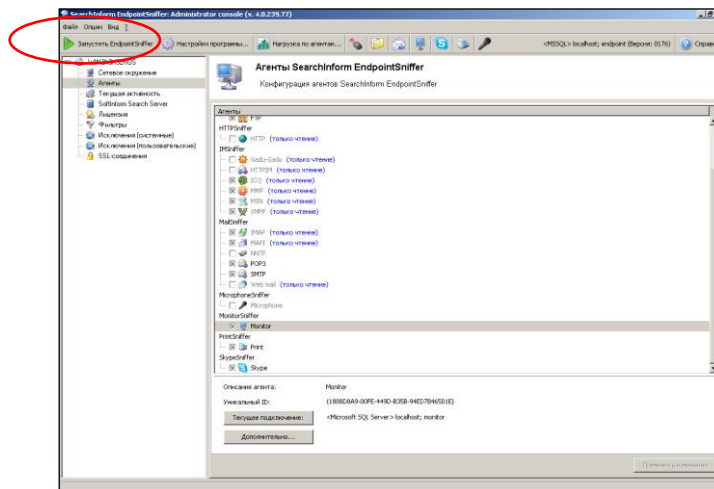 SearchInform EndpointSniffer: Administrator console (v. 4.0.239.77)
Файл Опции Вид ?
Запустить EndpointSniffer
Настройки программы...
Нагрузка по агентам...
<MSSQL> localhost; endpoint (Версия: 0176)
Справк
Сетевое окружение
Агенты
Текущая активность
SoftInform Search Server
Лицензия
Фильтры
Исключения (системные)
Исключения (пользовательские)
SSL-соединения
Агенты SearchInform EndpointSniffer
Конфигурация агентов SearchInform EndpointSniffer
Агенты
FTP
HTTPSniffer
HTTP (только чтение)
IMSniffer
Gadu-Gadu (только чтение)
HTTPIM (только чтение)
ICQ (только чтение)
MMP (только чтение)
MSN (только чтение)
XMPP (только чтение)
MailSniffer
IMAP (только чтение)
MAPI (только чтение)
NNTP
POP3
SMTP
Web mail (только чтение)
MicrophoneSniffer
Microphone
MonitorSniffer
Monitor
PrintSniffer
Print
SkypeSniffer
Skype
Описание агента: Monitor
Уникальный ID:
Текущее подключение: <Microsoft SQL Server> localhost; monitor
Дополнительно...
Применить изменения